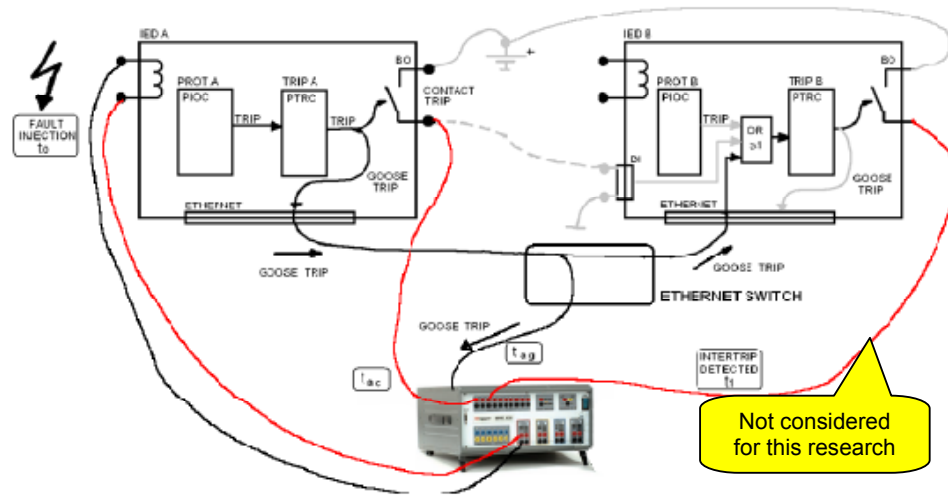 IED A
BO
PROT A
TRIP A
PIOC
PTRC
TRIP
TRIP
CONTACT
TRIP
GOOSE
TRIP
ETHERNET
FAULT
INJECTION
t0
+
IED B
BO
PROT B
TRIP B
PIOC
PTRC
TRIP
OR
≥1
DI
GOOSE
TRIP
ETHERNET
GOOSE TRIP
GOOSE TRIP
ETHERNET SWITCH
GOOSE TRIP
tag
tac
INTERTRIP
DETECTED
t1
Not considered
for this research